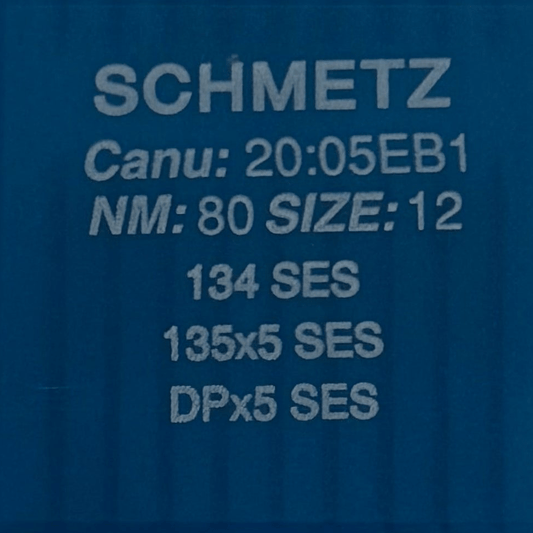 SCHMETZ
Canu: 20:05EB1
NM: 80 SIZE: 12
134 SES
135x5 SES
DPx5 SES